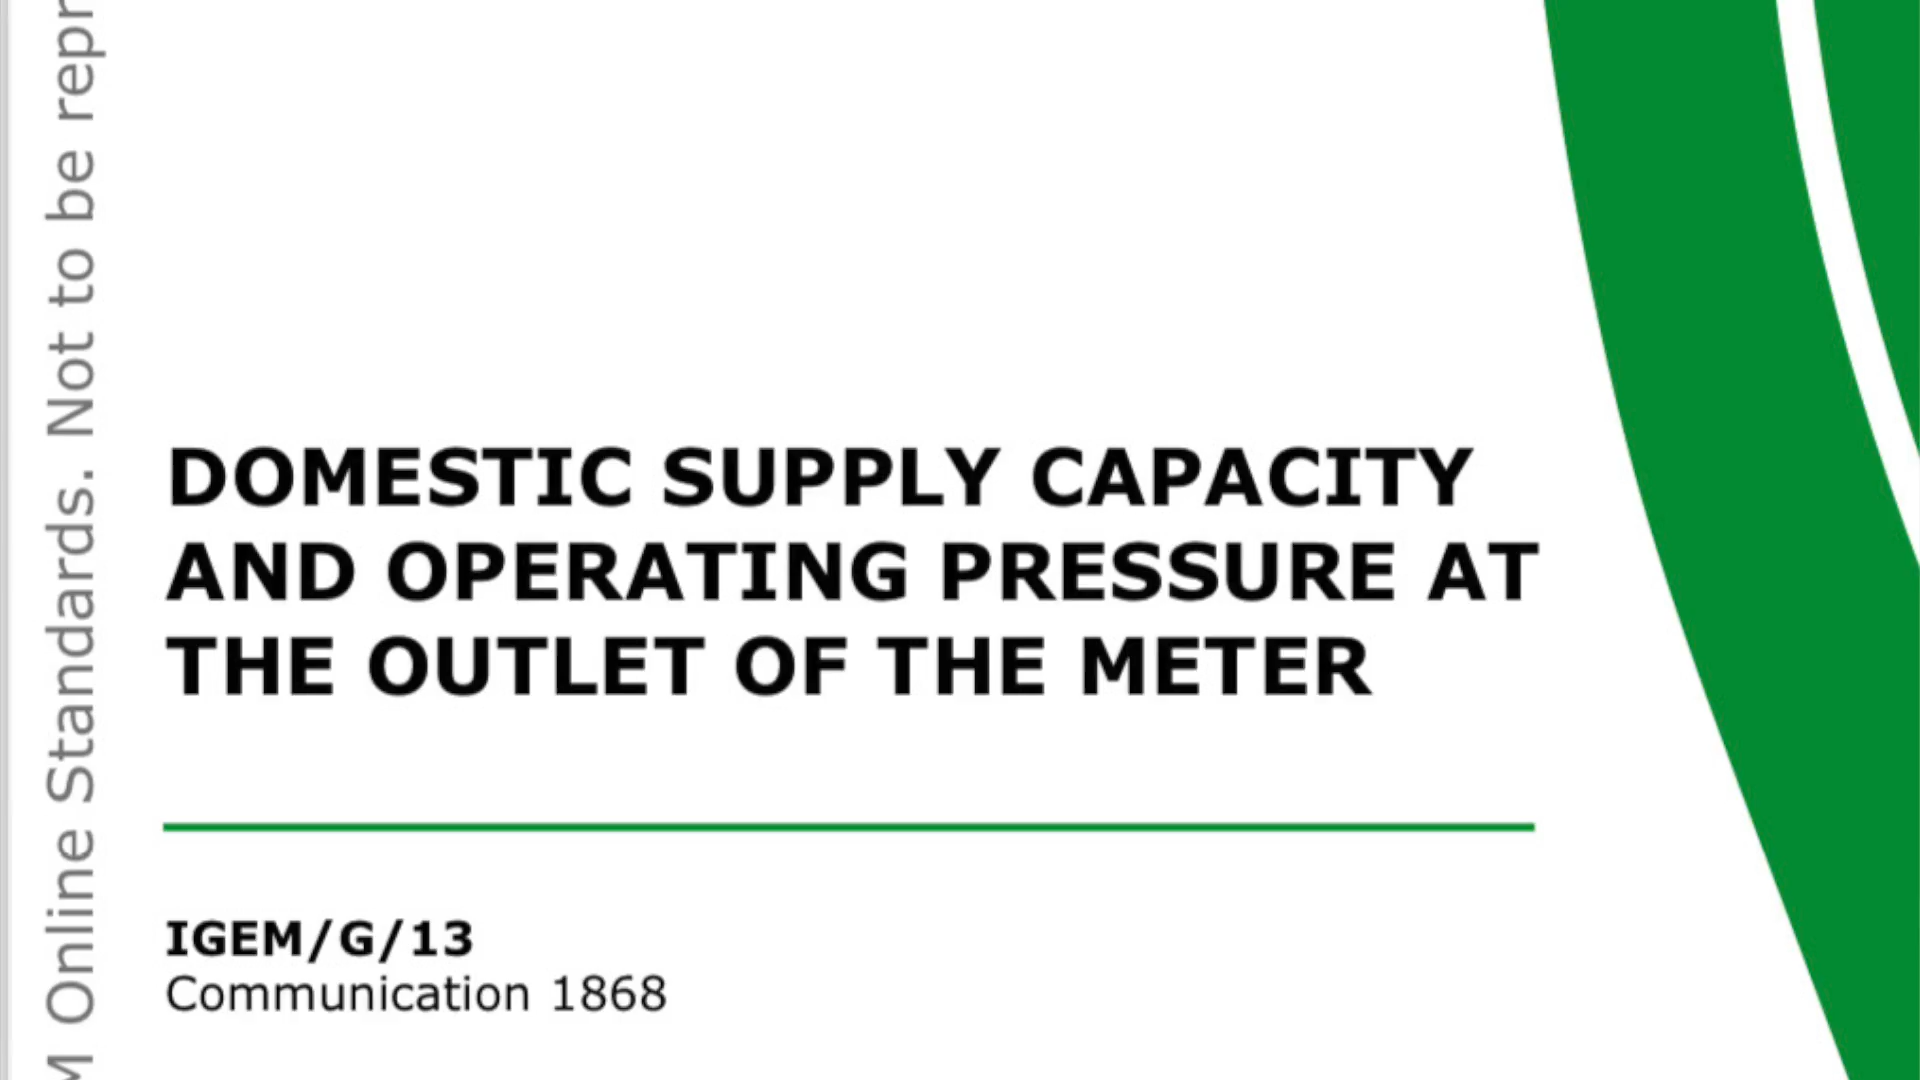 M Online Standards. Not to be repr
DOMESTIC SUPPLY CAPACITY
AND OPERATING PRESSURE AT
THE OUTLET OF THE METER
IGEM/G/13
Communication 1868